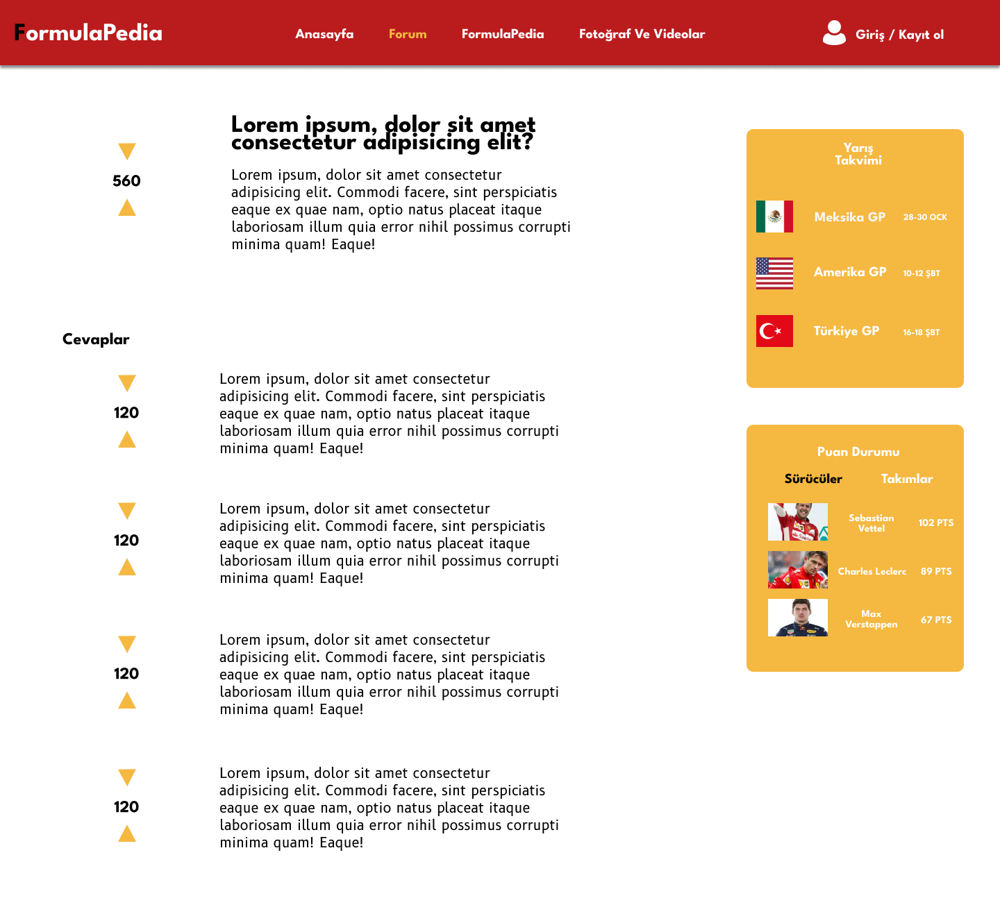 FormulaPedia
Anasayfa
Forum
FormulaPedia
Fotoğraf Ve Videolar
Giriş / Kayıt ol
560
Lorem ipsum, dolor sit amet
consectetur adipisicing elit?
Lorem ipsum, dolor sit amet consectetur
adipisicing elit. Commodi facere, sint perspiciatis
eaque ex quae nam, optio natus placeat itaque
laboriosam illum quia error nihil possimus corrupti
minima quam! Eaque!
Cevaplar
120
Lorem ipsum, dolor sit amet consectetur
adipisicing elit. Commodi facere, sint perspiciatis
eaque ex quae nam, optio natus placeat itaque
laboriosam illum quia error nihil possimus corrupti
minima quam! Eaque!
120
Lorem ipsum, dolor sit amet consectetur
adipisicing elit. Commodi facere, sint perspiciatis
eaque ex quae nam, optio natus placeat itaque
laboriosam illum quia error nihil possimus corrupti
minima quam! Eaque!
120
Lorem ipsum, dolor sit amet consectetur
adipisicing elit. Commodi facere, sint perspiciatis
eaque ex quae nam, optio natus placeat itaque
laboriosam illum quia error nihil possimus corrupti
minima quam! Eaque!
120
Lorem ipsum, dolor sit amet consectetur
adipisicing elit. Commodi facere, sint perspiciatis
eaque ex quae nam, optio natus placeat itaque
laboriosam illum quia error nihil possimus corrupti
minima quam! Eaque!
Yarış
Takvimi
Meksika GP
28-30 OCK
Amerika GP
10-12 ŞBT
Türkiye GP
16-18 ŞBT
Puan Durumu
Sürücüler
Takımlar
Sebastian
Vettel
102 PTS
Charles Leclerc
89 PTS
Max
Verstappen
67 PTS